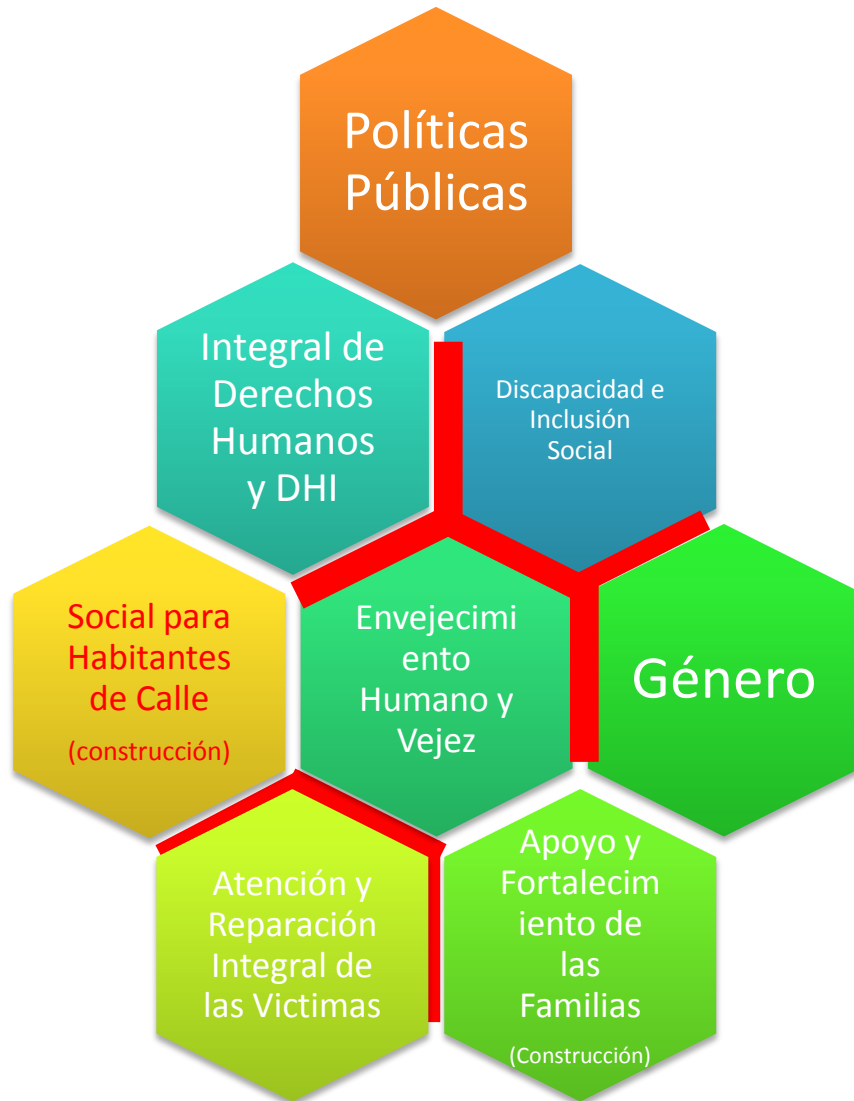 Políticas
Públicas
Integral de
Derechos
Humanos
y DHI
Discapacidad e
Inclusión
Social
Social para
Habitantes
de Calle
(construcción)
Envejecimi
ento
Humano y
Vejez
Género
Atención y
Reparación
Integral de
las Victimas
Apoyo y
Fortalecim
iento de
las
Familias
(Construcción)